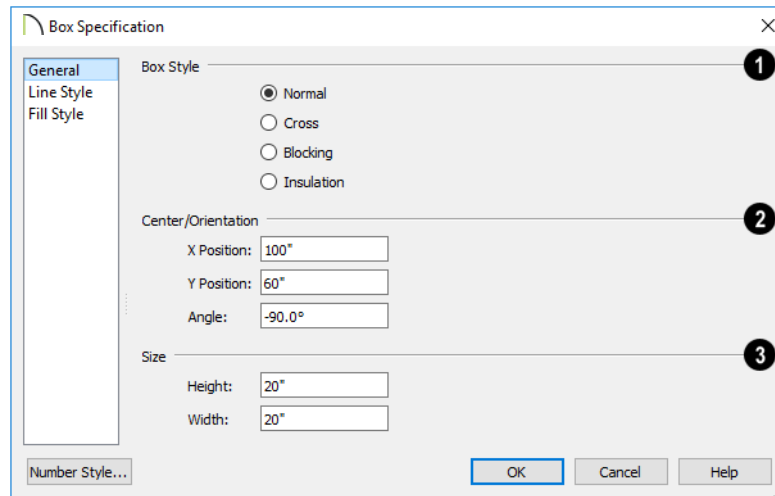 Box Specification
General
Line Style
Fill Style
Box Style
1
Normal
Cross
Blocking
Insulation
Center/Orientation
2
X Position: 100"
Y Position: 60"
Angle: -90.0°
Size
3
Height: 20"
Width: 20"
Number Style...
OK
Cancel
Help